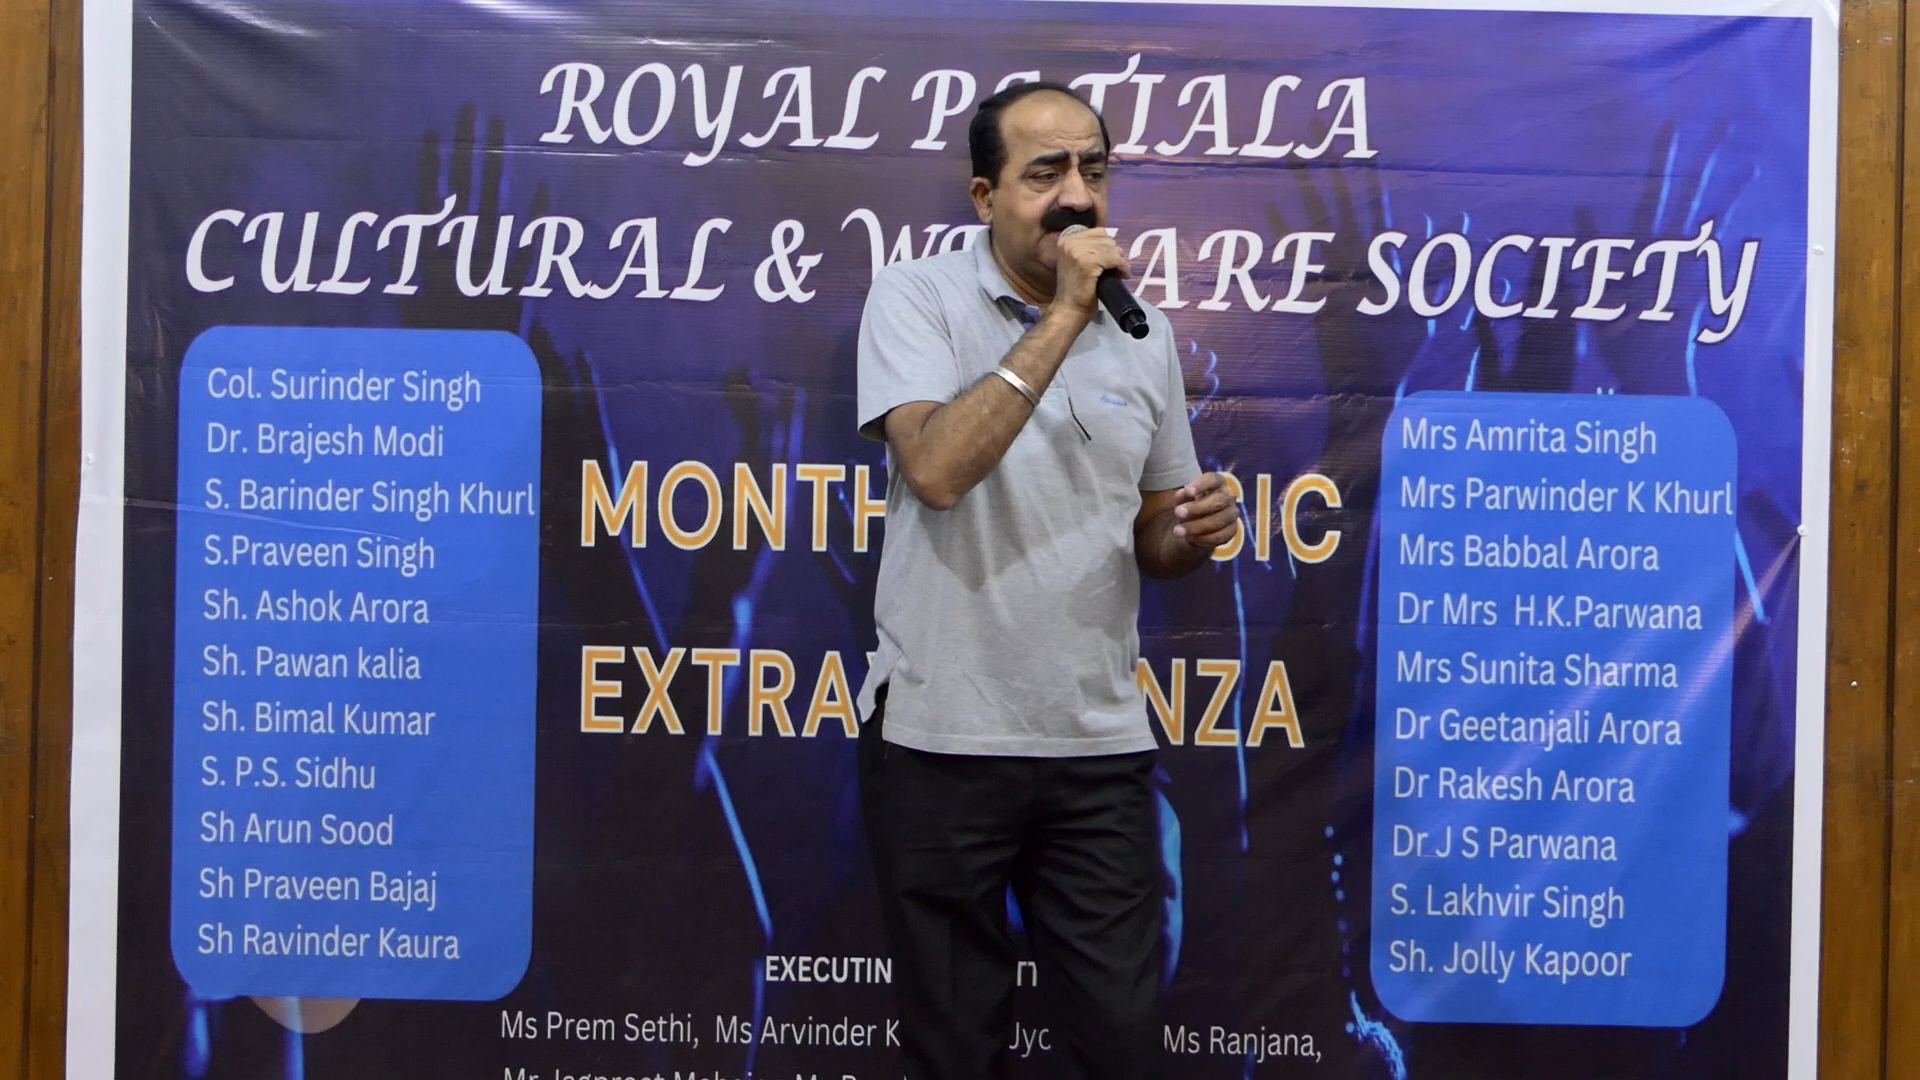 ROYAL P TIALA
CULTURAL & W ARE SOCIETY
Col. Surinder Singh
Dr. Brajesh Modi
S. Barinder Singh Khurl
S.Praveen Singh
Sh. Ashok Arora
Sh. Pawan kalia
Sh. Bimal Kumar
S. P.S. Sidhu
Sh Arun Sood
Sh Praveen Bajaj
Sh Ravinder Kaura
MONTH SIC
EXTRAV NZA
Mrs Amrita Singh
Mrs Parwinder K Khurl
Mrs Babbal Arora
Dr Mrs H.K.Parwana
Mrs Sunita Sharma
Dr Geetanjali Arora
Dr Rakesh Arora
Dr J S Parwana
S. Lakhvir Singh
Sh. Jolly Kapoor
EXECUTIN
Ms Prem Sethi, Ms Arvinder K Jyo Ms Ranjana,